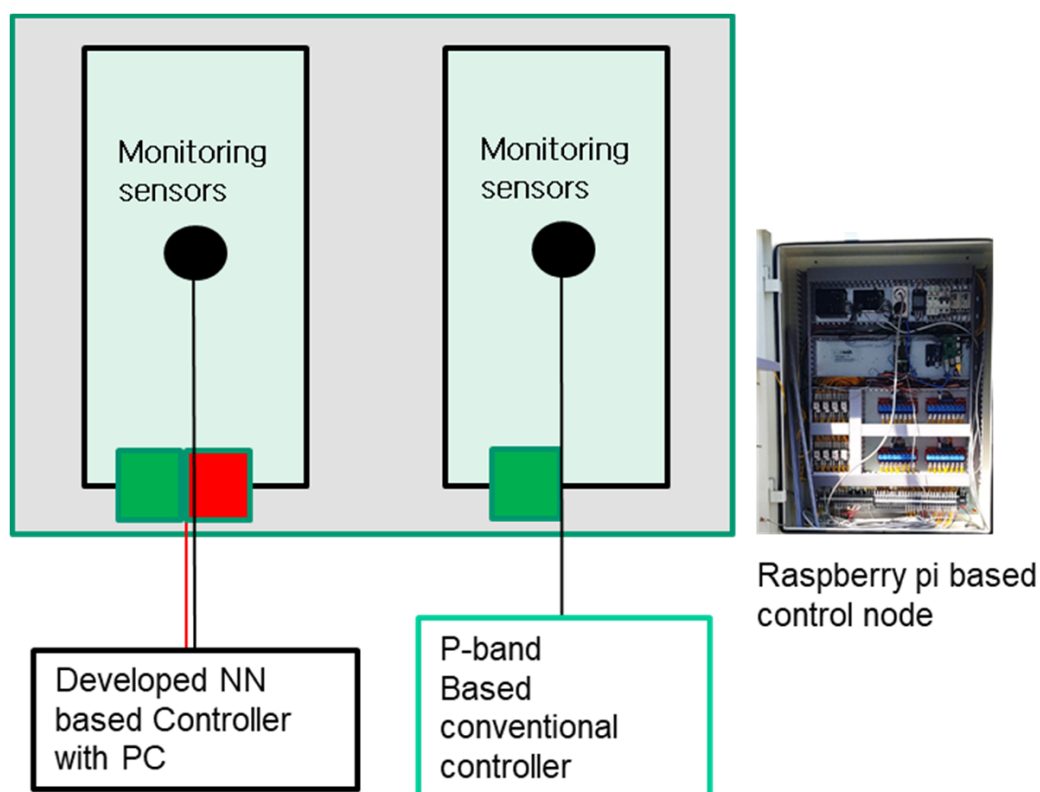 Monitoring
sensors
Monitoring
sensors
Raspberry pi based
control node
Developed NN
based Controller
with PC
P-band
Based
conventional
controller